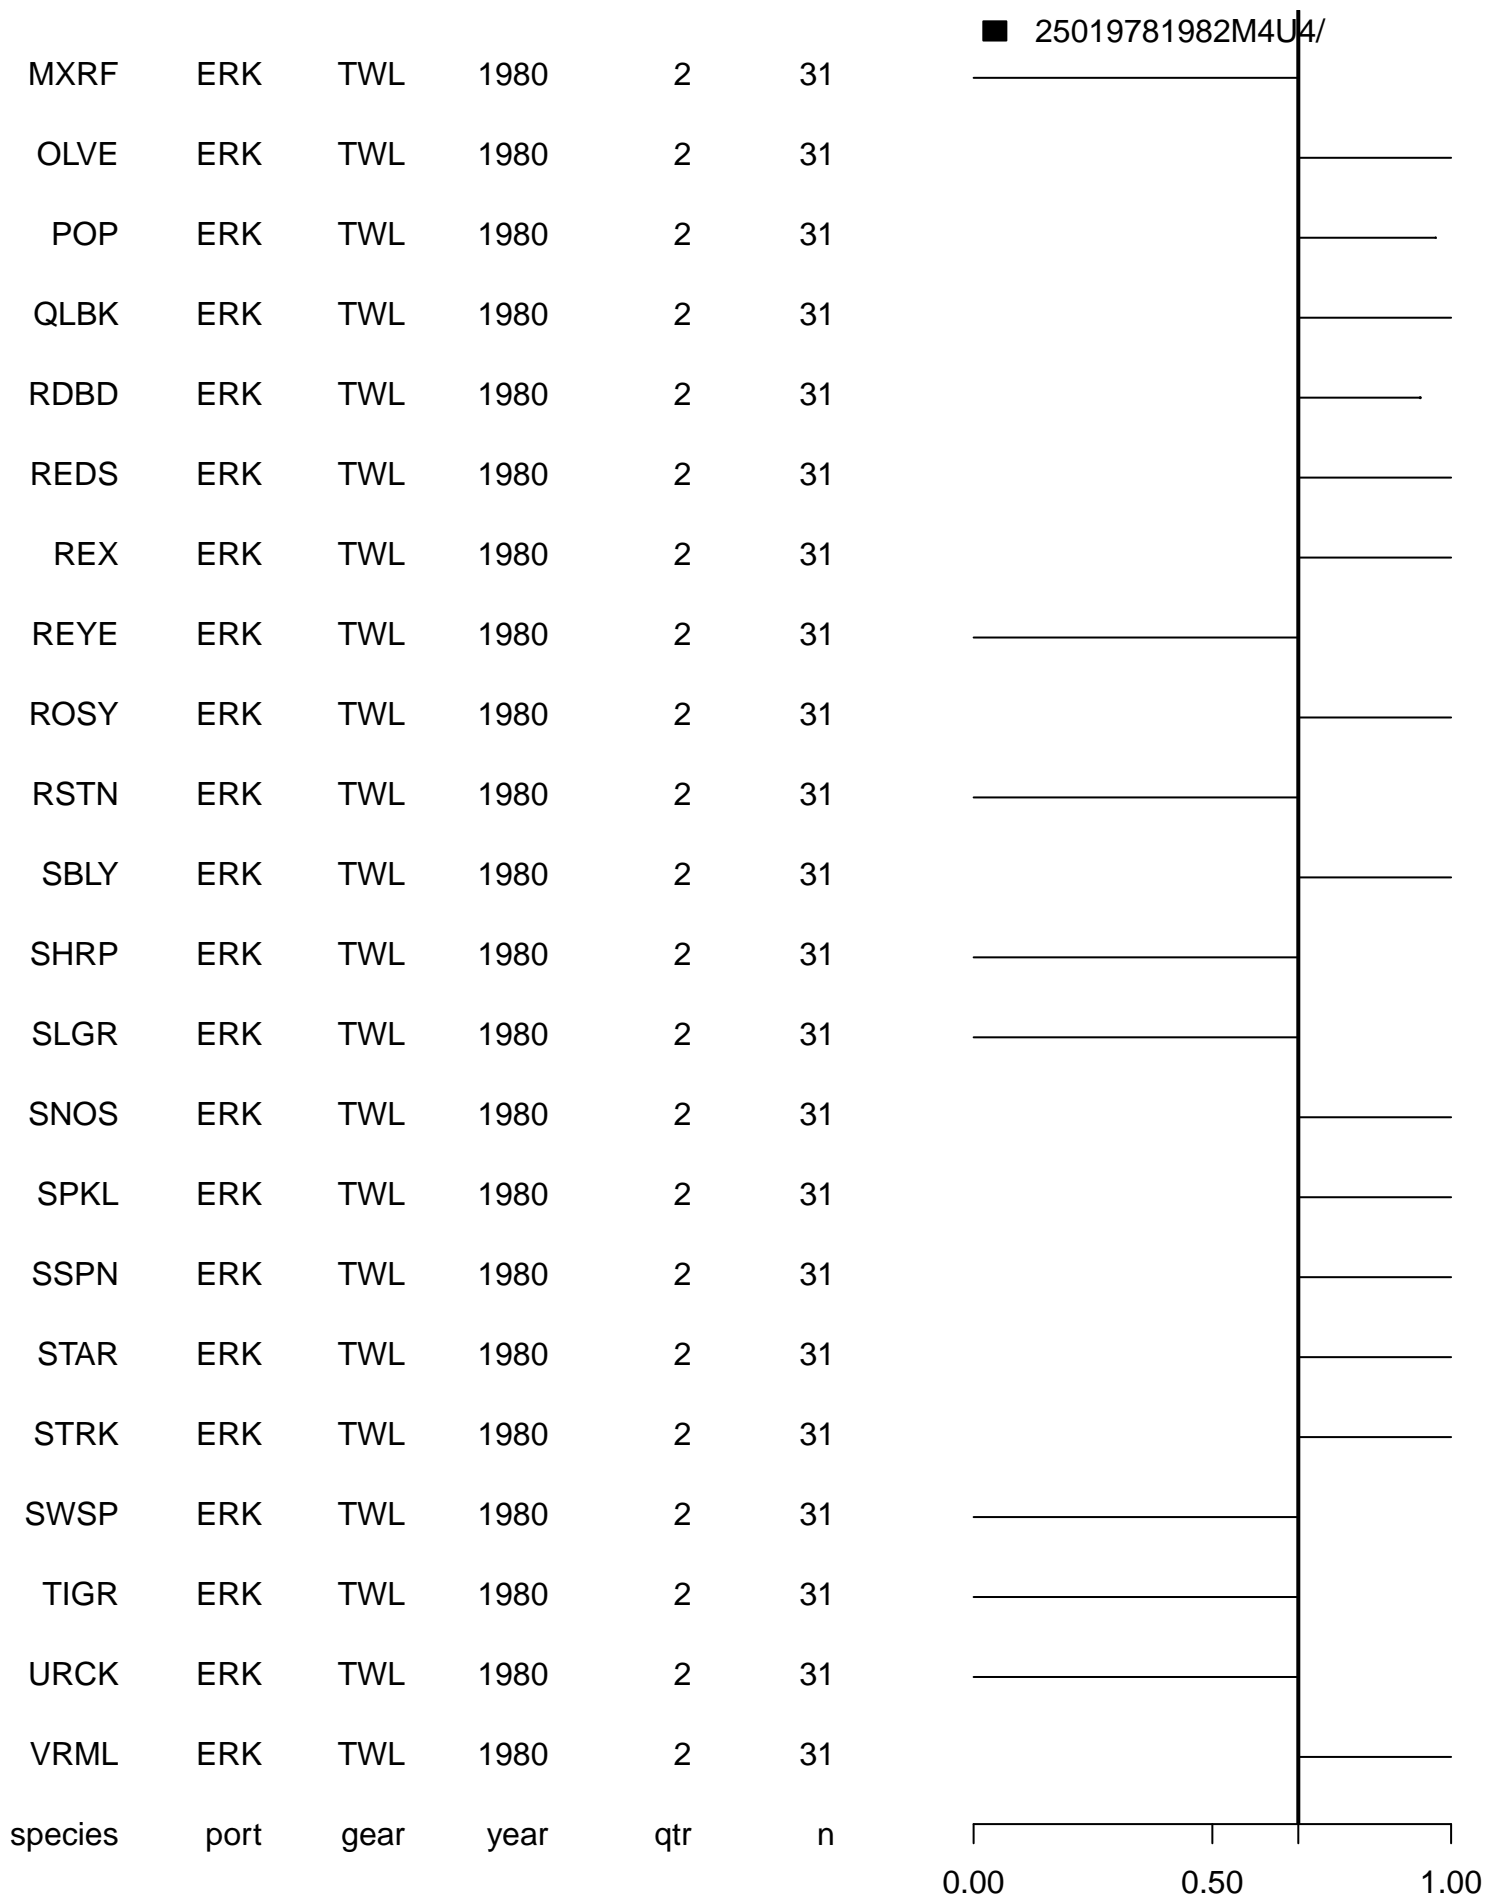 25019781982M4U4/
MXRF ERK TWL 1980 2 31
OLVE ERK TWL 1980 2 31
POP ERK TWL 1980 2 31
QLBK ERK TWL 1980 2 31
RDBD ERK TWL 1980 2 31
REDS ERK TWL 1980 2 31
REX ERK TWL 1980 2 31
REYE ERK TWL 1980 2 31
ROSY ERK TWL 1980 2 31
RSTN ERK TWL 1980 2 31
SBLY ERK TWL 1980 2 31
SHRP ERK TWL 1980 2 31
SLGR ERK TWL 1980 2 31
SNOS ERK TWL 1980 2 31
SPKL ERK TWL 1980 2 31
SSPN ERK TWL 1980 2 31
STAR ERK TWL 1980 2 31
STRK ERK TWL 1980 2 31
SWSP ERK TWL 1980 2 31
TIGR ERK TWL 1980 2 31
URCK ERK TWL 1980 2 31
VRML ERK TWL 1980 2 31
species port gear year qtr n
0.00 0.50 1.00